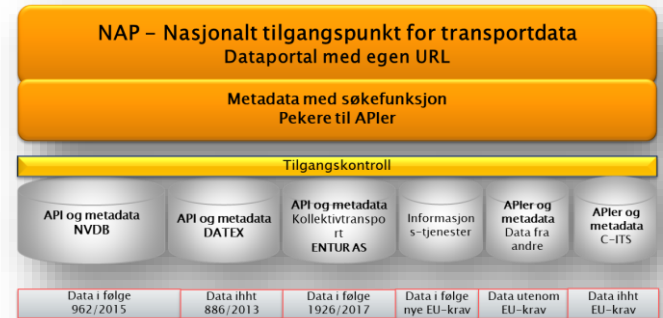 NAP – Nasjonalt tilgangspunkt for transportdata
Dataportal med egen URL
Metadata med søkefunksjon
Pekere til APIer
Tilgangskontroll
API og metadata
NVDB
API og metadata
DATEX
API og metadata
Kollektivtranspo
rt
ENTUR AS
Informasjon
s-tjenester
APIer og
metadata
Data fra
andre
APIer og
metadata
C-ITS
Data i følge
962/2015
Data ihht
886/2013
Data i følge
1926/2017
Data i følge
nye EU-krav
Data utenom
EU-krav
Data ihht
EU-krav